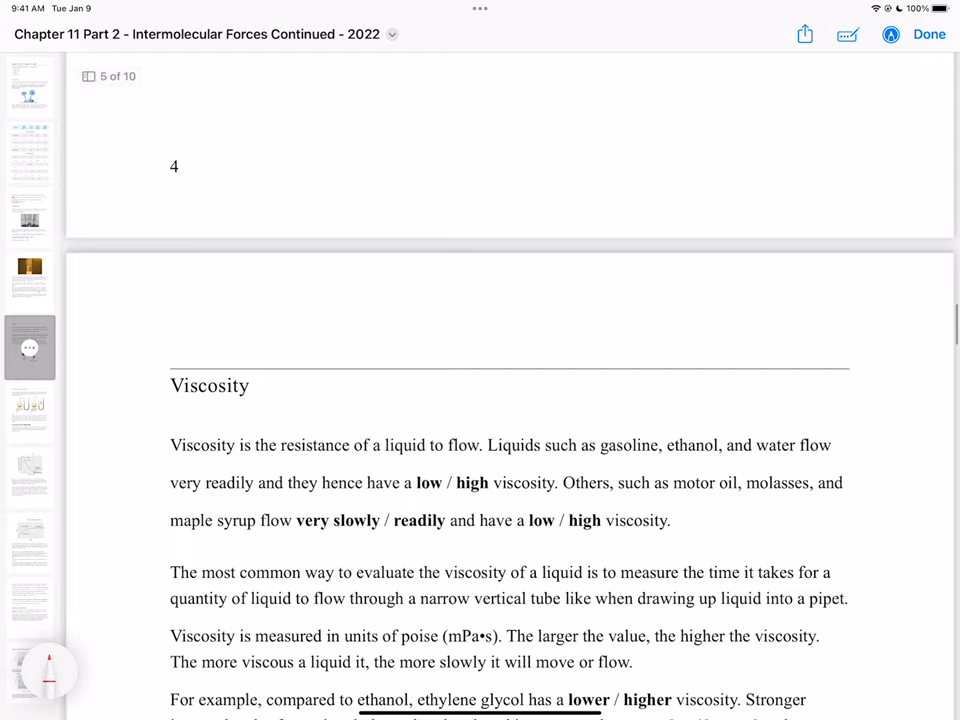 9:41 AM Tue Jan 9
100%
Chapter 11 Part 2 - Intermolecular Forces Continued - 2022
Done
5 of 10
4
Viscosity
Viscosity is the resistance of a liquid to flow. Liquids such as gasoline, ethanol, and water flow
very readily and they hence have a low / high viscosity. Others, such as motor oil, molasses, and
maple syrup flow very slowly / readily and have a low / high viscosity.
The most common way to evaluate the viscosity of a liquid is to measure the time it takes for a
quantity of liquid to flow through a narrow vertical tube like when drawing up liquid into a pipet.
Viscosity is measured in units of poise (mPa•s). The larger the value, the higher the viscosity.
The more viscous a liquid it, the more slowly it will move or flow.
For example, compared to ethanol, ethylene glycol has a lower / higher viscosity. Stronger